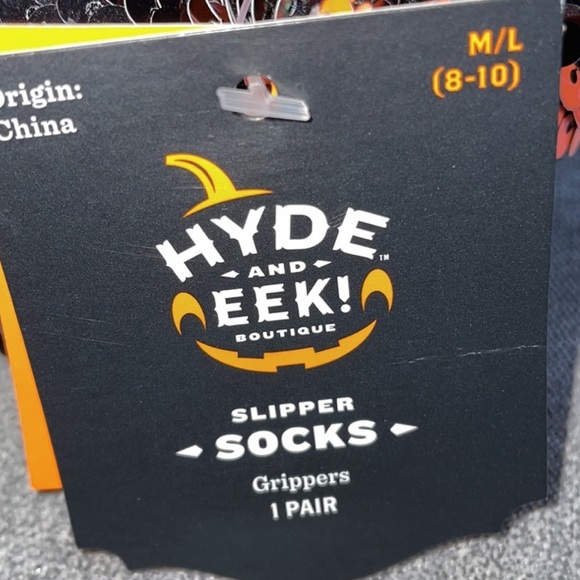 Origin:
China
M/L
(8-10)
HYDE
AND
EEK!
BOUTIQUE
SLIPPER
SOCKS
Grippers
1 PAIR